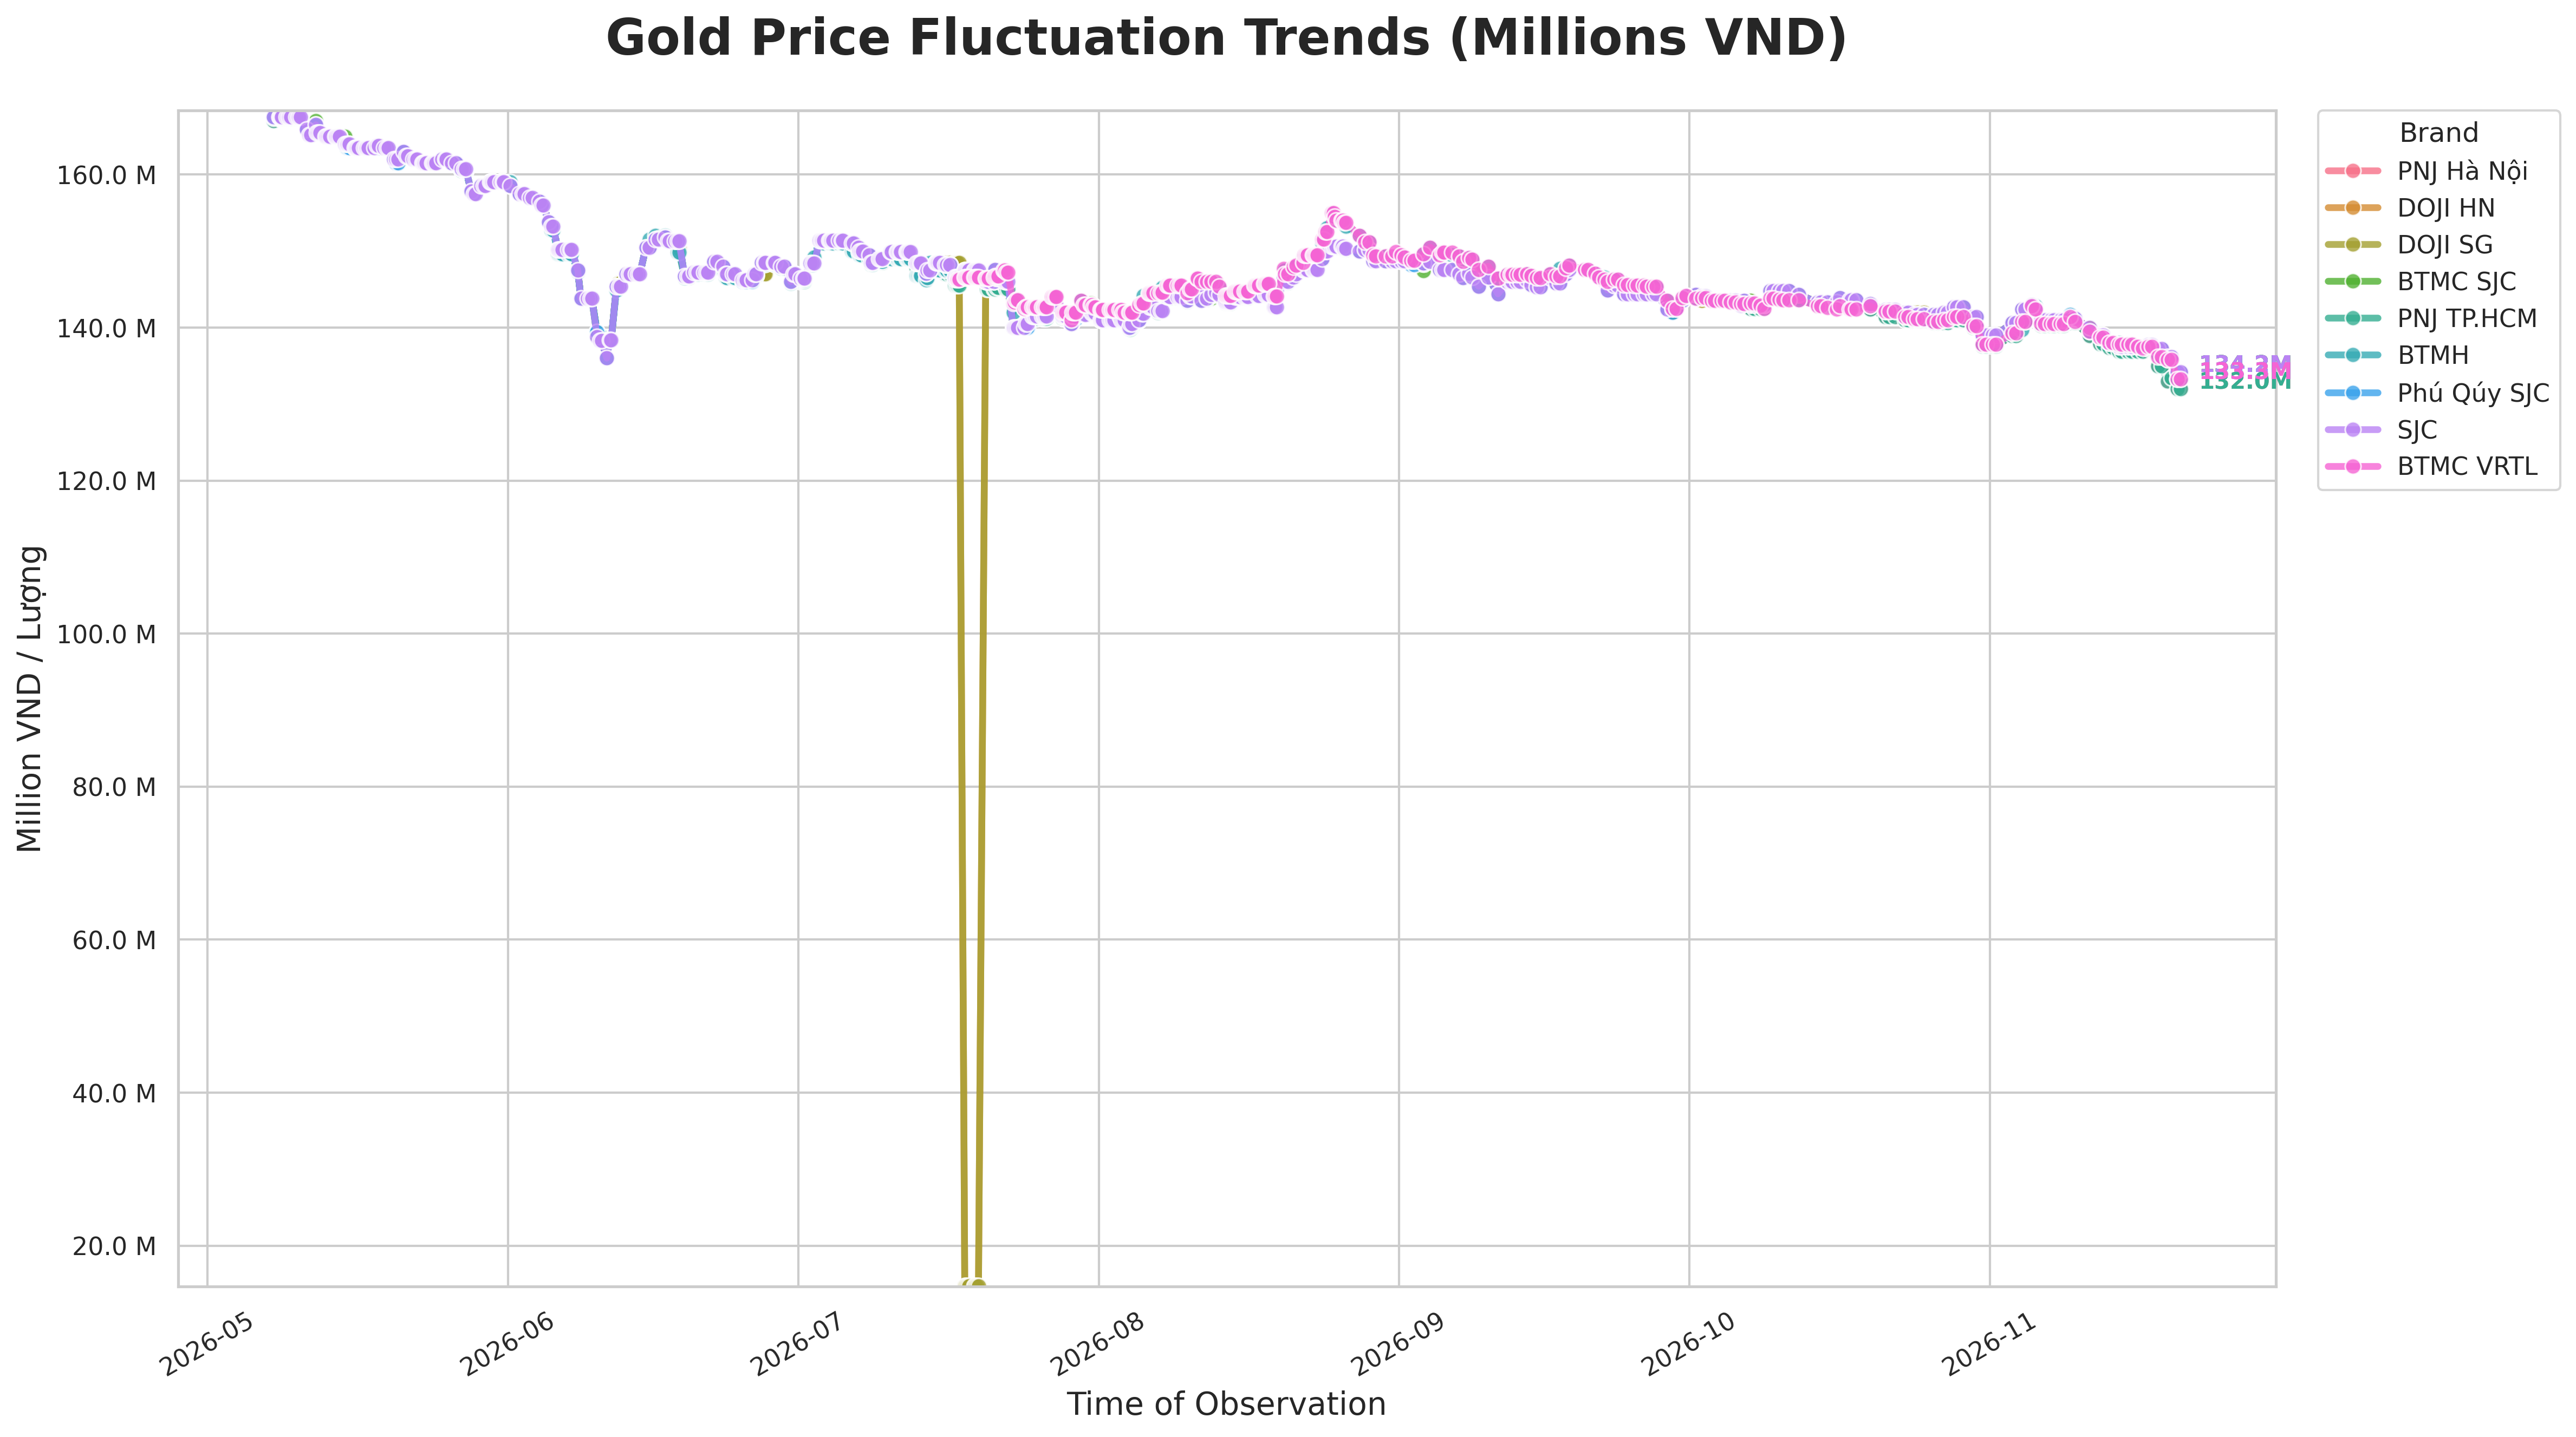 Gold Price Fluctuation Trends (Millions VND)
Brand
PNJ Hà Nội
DOJI HN
DOJI SG
BTMC SJC
PNJ TP.HCM
BTMH
Phú Qúy SJC
SJC
BTMC VRTL
160.0 M
140.0 M
120.0 M
100.0 M
80.0 M
60.0 M
40.0 M
20.0 M
Million VND / Lượng
132.0M
2026-05
2026-06
2026-07
2026-08
2026-09
2026-10
2026-11
Time of Observation